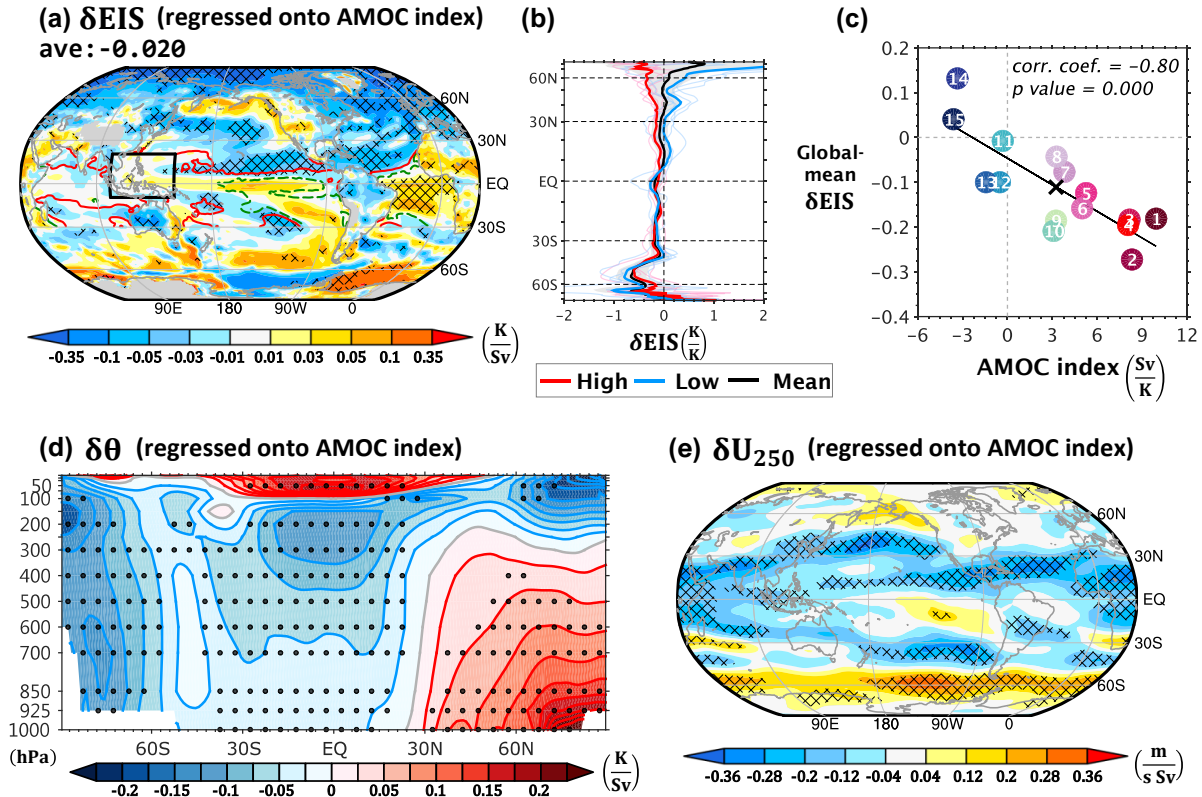 (a) δEIS (regressed onto AMOC index)
ave:-0.020
60N
30N
EQ
30S
60S
90E 180 90W 0
-0.35 -0.1 -0.05 -0.03 -0.01 0.01 0.03 0.05 0.10 0.35
(K/Sv)
(b)
60N
30N
EQ
30S
60S
-2 -1 0 1 2
δEIS(K/K)
High Low Mean
(c)
corr. coef. = -0.80
p value = 0.000
0.2
0.1
0
-0.1
-0.2
-0.3
-0.4
Global-
mean
δEIS
14
15
11
8
7
13 12
5
6
9
10
1
4
2
-6 -3 0 3 6 9 12
AMOC index (Sv/K)
(d) δθ (regressed onto AMOC index)
50
100
200
300
400
500
600
700
850
925
1000
(hPa)
60S 30S EQ 30N 60N
-0.2 -0.15 -0.1 -0.05 0 0.05 0.1 0.15 0.2
(K/Sv)
(e) δU250 (regressed onto AMOC index)
60N
30N
EQ
30S
60S
90E 180 90W 0
-0.36 -0.28 -0.2 -0.12 -0.04 0.04 0.12 0.2 0.28 0.36
(m/s Sv)